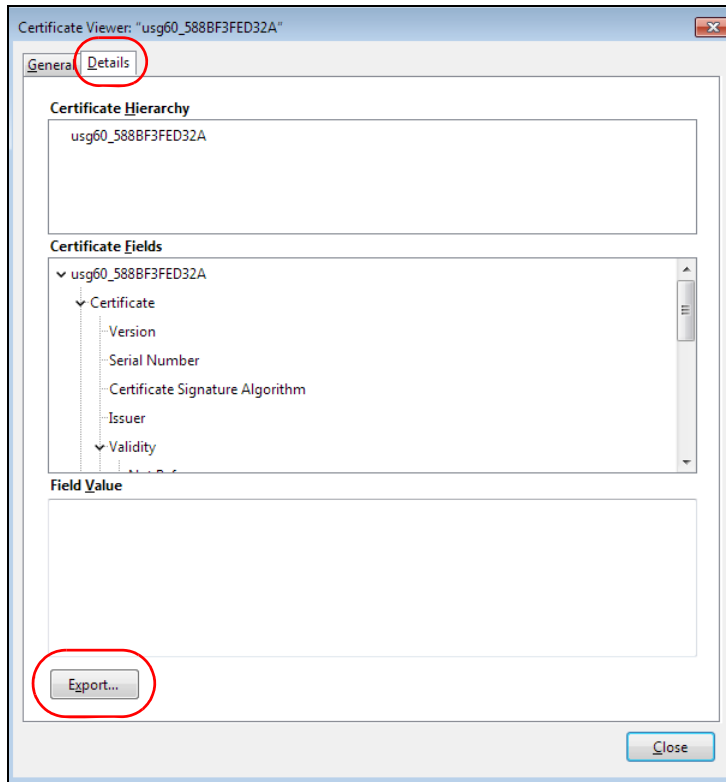 Certificate Viewer: "usg60_588BF3FED32A"
General Details
Certificate Hierarchy
usg60_588BF3FED32A
Certificate Fields
usg60_588BF3FED32A
Certificate
Version
Serial Number
Certificate Signature Algorithm
Issuer
Validity
Field Value
Export...
Close